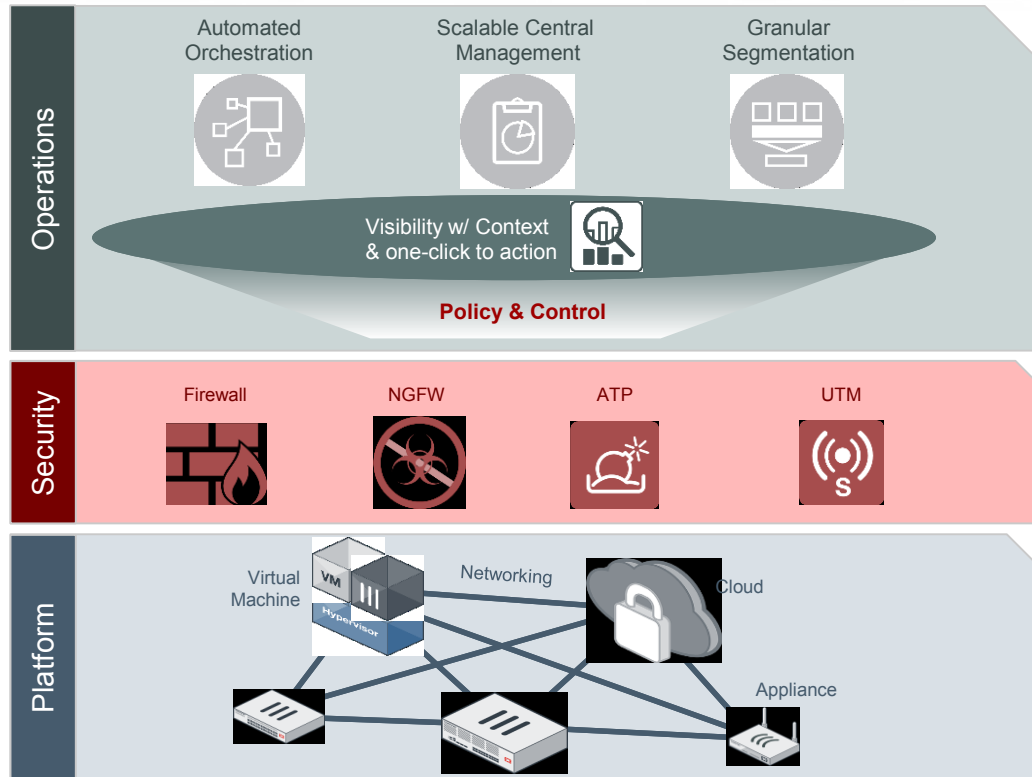 Operations
Automated
Orchestration
Scalable Central
Management
Granular
Segmentation
Visibility w/ Context
& one-click to action
Policy & Control
Security
Firewall
NGFW
ATP
UTM
S
Platform
Virtual
Machine
VM
Hypervisor
Networking
Cloud
Appliance